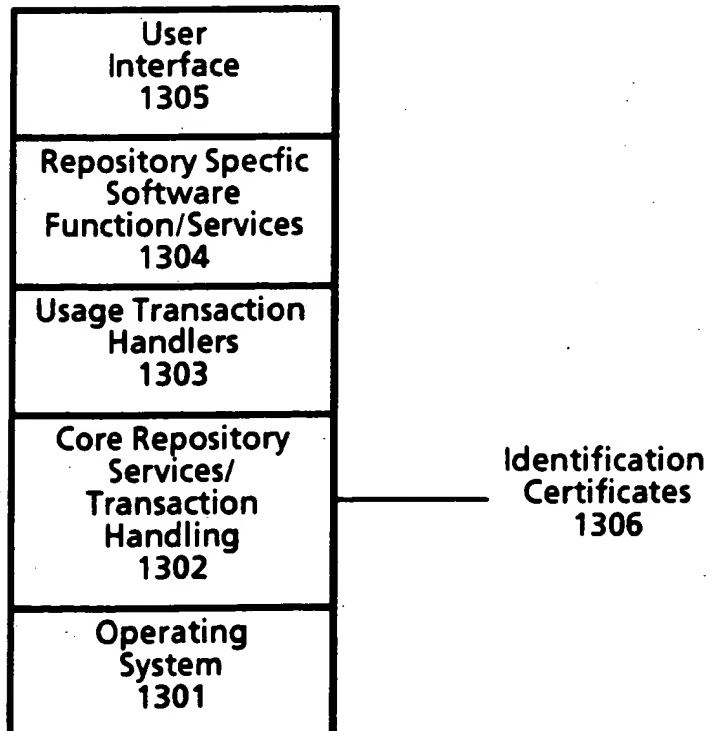 User
Interface
1305
Repository Specfic
Software
Function/Services
1304
Usage Transaction
Handlers
1303
Core Repository
Services/
Transaction
Handling
1302
Identification
Certificates
1306
Operating
System
1301